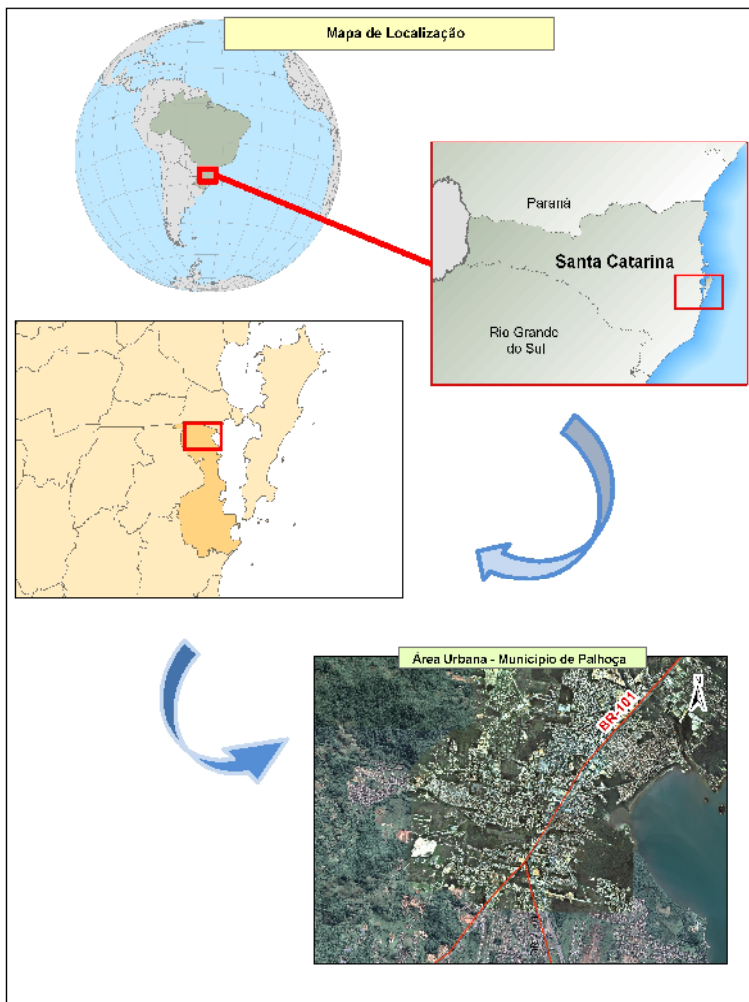 Mapa de Localização
Paraná
Santa Catarina
Rio Grande
do Sul
Área Urbana - Município de Palhoça
BR-101
N